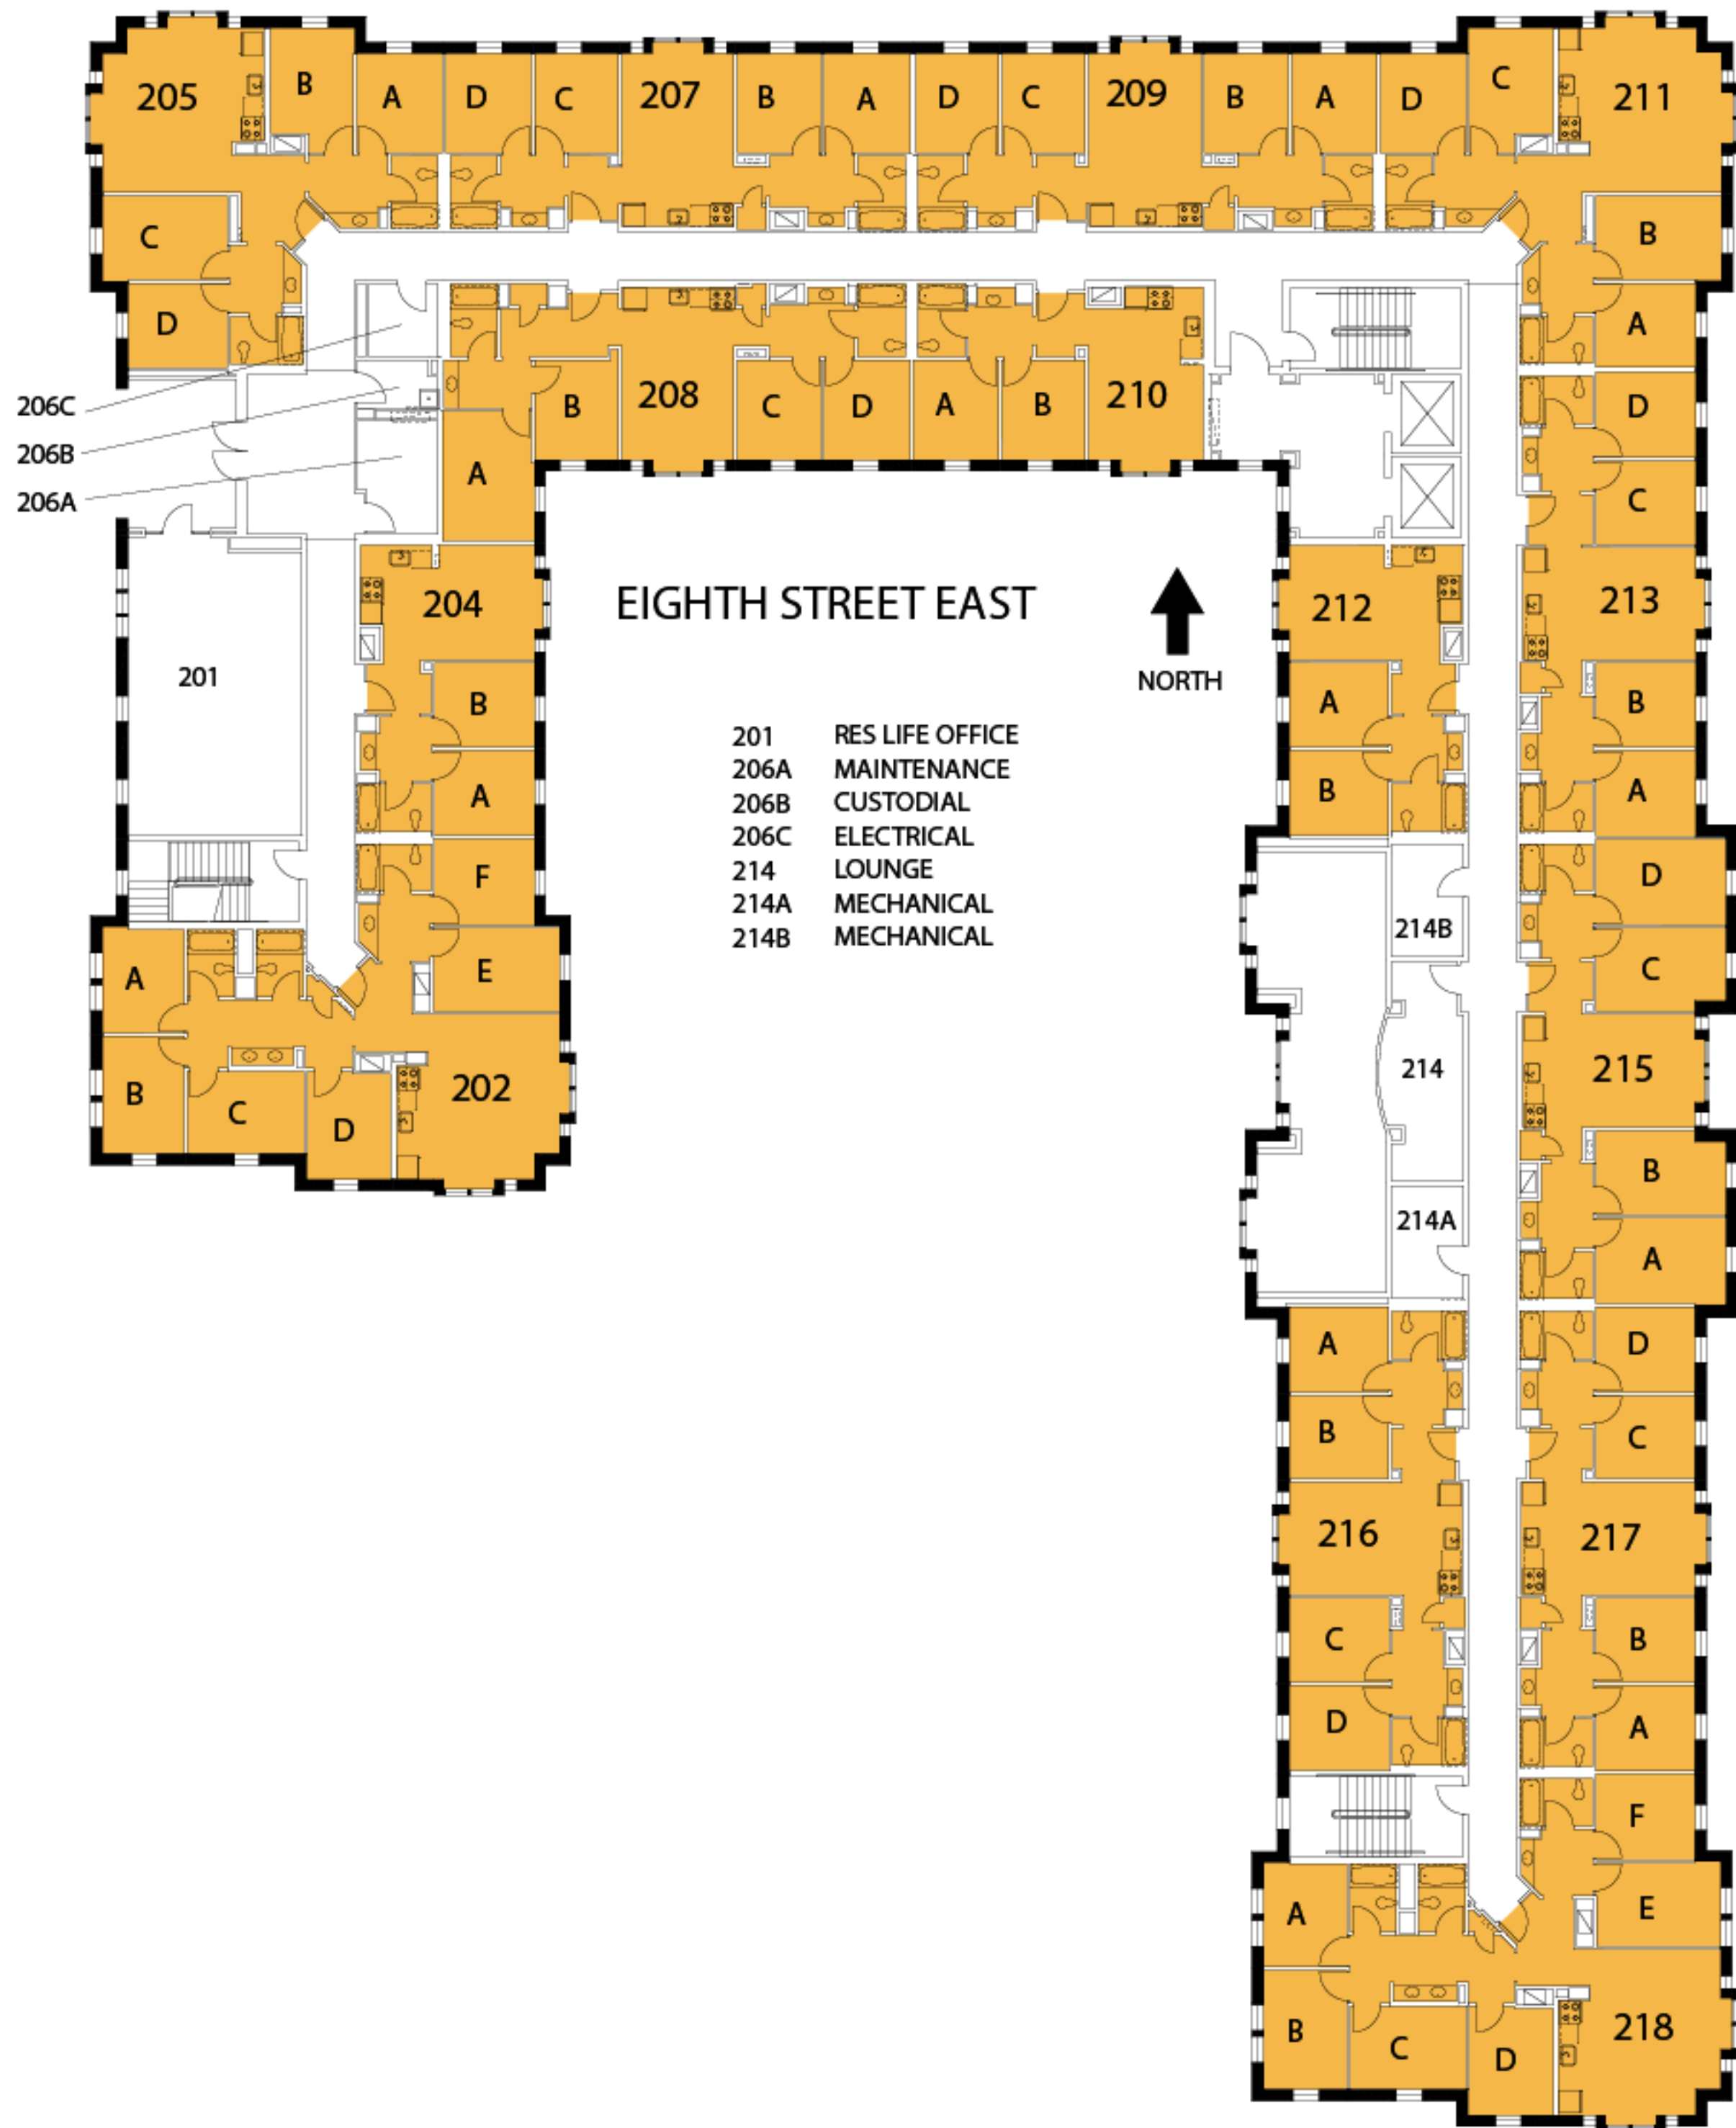 205 B A D C 207 B A D C 209 B A D C 211
C B
D A
206C B 208 C D A B 210 D
206B
206A A C
204 EIGHTH STREET EAST 212 213
201 NORTH
B A B
201 RES LIFE OFFICE
206A MAINTENANCE
A B A
206B CUSTODIAL
206C ELECTRICAL
214 LOUNGE
F D
214A MECHANICAL
214B MECHANICAL
214B
A E C
B C D 202 214 215
B
214A
A
A D
B C
216 217
C B
D A
F
A E
B C D 218